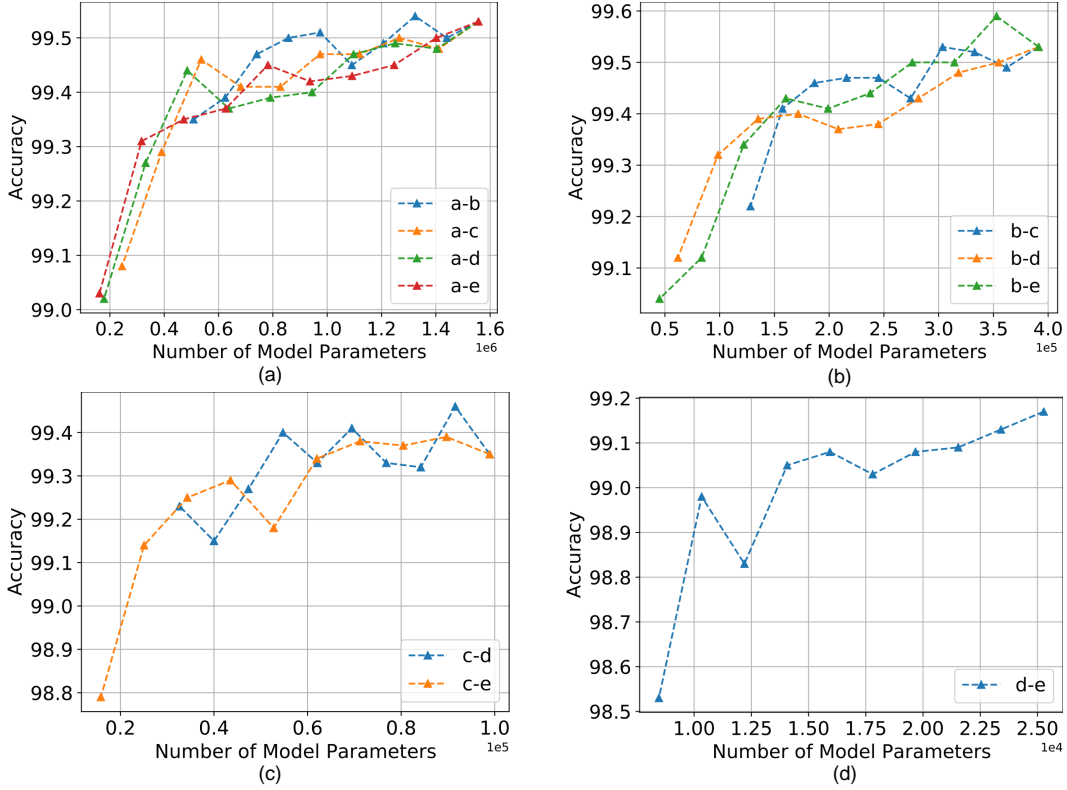 99.5
99.4
99.3
99.2
99.1
99.0
Accuracy
a-b
a-c
a-d
a-e
0.2 0.4 0.6 0.8 1.0 1.2 1.4 1.6
Number of Model Parameters 1e6
(a)
99.6
99.5
99.4
99.3
99.2
99.1
Accuracy
b-c
b-d
b-e
0.5 1.0 1.5 2.0 2.5 3.0 3.5 4.0
Number of Model Parameters 1e5
(b)
99.4
99.3
99.2
99.1
99.0
98.9
98.8
Accuracy
c-d
c-e
0.2 0.4 0.6 0.8 1.0
Number of Model Parameters 1e5
(c)
99.2
99.1
99.0
98.9
98.8
98.7
98.6
98.5
Accuracy
d-e
1.00 1.25 1.50 1.75 2.00 2.25 2.50
Number of Model Parameters 1e4
(d)